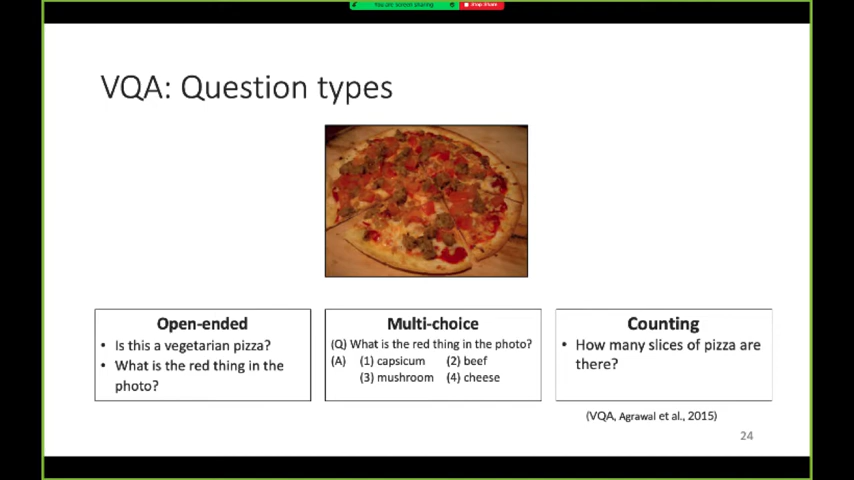 You are screen sharing
Stop Share
VQA: Question types
Open-ended
• Is this a vegetarian pizza?
• What is the red thing in the
photo?
Multi-choice
(Q) What is the red thing in the photo?
(A) (1) capsicum (2) beef
(3) mushroom (4) cheese
Counting
• How many slices of pizza are
there?
(VQA, Agrawal et al., 2015)
24